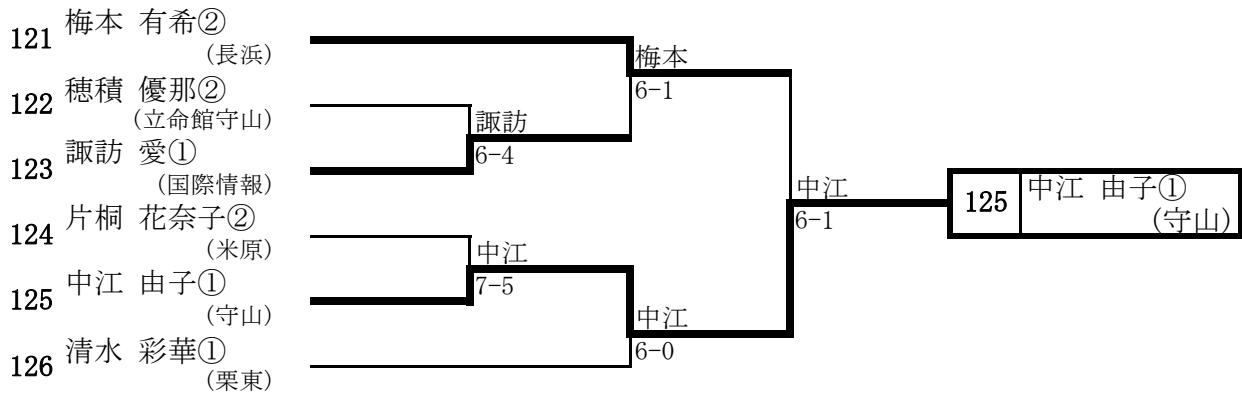 121 梅本 有希②
(長浜)
122 穂積 優那②
(立命館守山)
123 諏訪 愛①
(国際情報)
124 片桐 花奈子②
(米原)
125 中江 由子①
(守山)
126 清水 彩華①
(栗東)
諏訪
6-4
中江
7-5
梅本
6-1
中江
6-0
中江
6-1
125 中江 由子①
(守山)